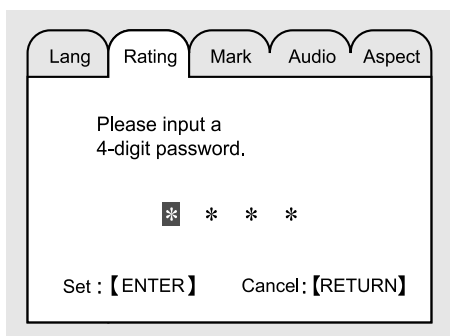 Lang Rating Mark Audio Aspect
Please input a
4-digit password.
* * * *
Set :【ENTER】 Cancel:【RETURN】